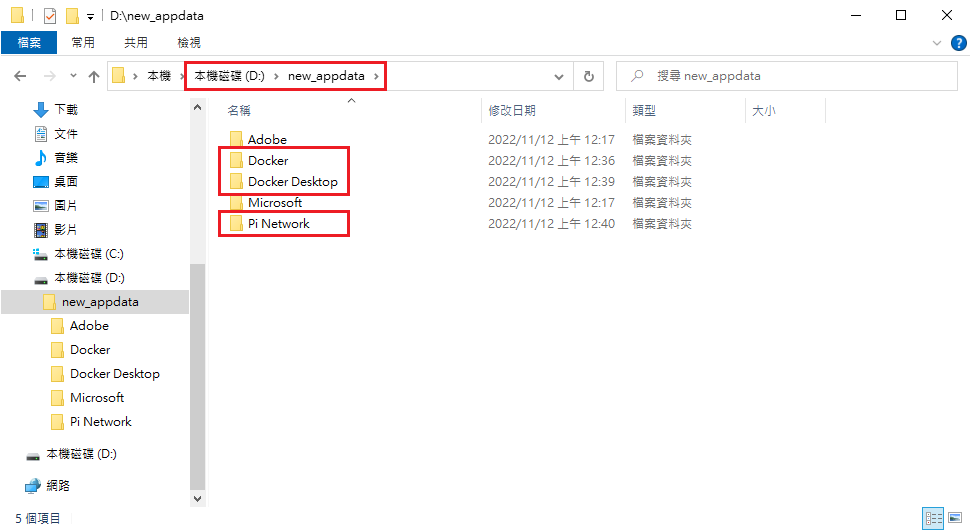 D:\new_appdata
檔案 常用 共用 檢視
本機 本機磁碟 (D:) new_appdata 搜尋 new_appdata
下載
文件
音樂
桌面
圖片
影片
本機磁碟 (C:)
本機磁碟 (D:)
new_appdata
Adobe
Docker
Docker Desktop
Microsoft
Pi Network
本機磁碟 (D:)
網路
名稱 修改日期 類型 大小
Adobe 2022/11/12 上午 12:17 檔案資料夾
Docker 2022/11/12 上午 12:36 檔案資料夾
Docker Desktop 2022/11/12 上午 12:39 檔案資料夾
Microsoft 2022/11/12 上午 12:17 檔案資料夾
Pi Network 2022/11/12 上午 12:40 檔案資料夾
5 個項目